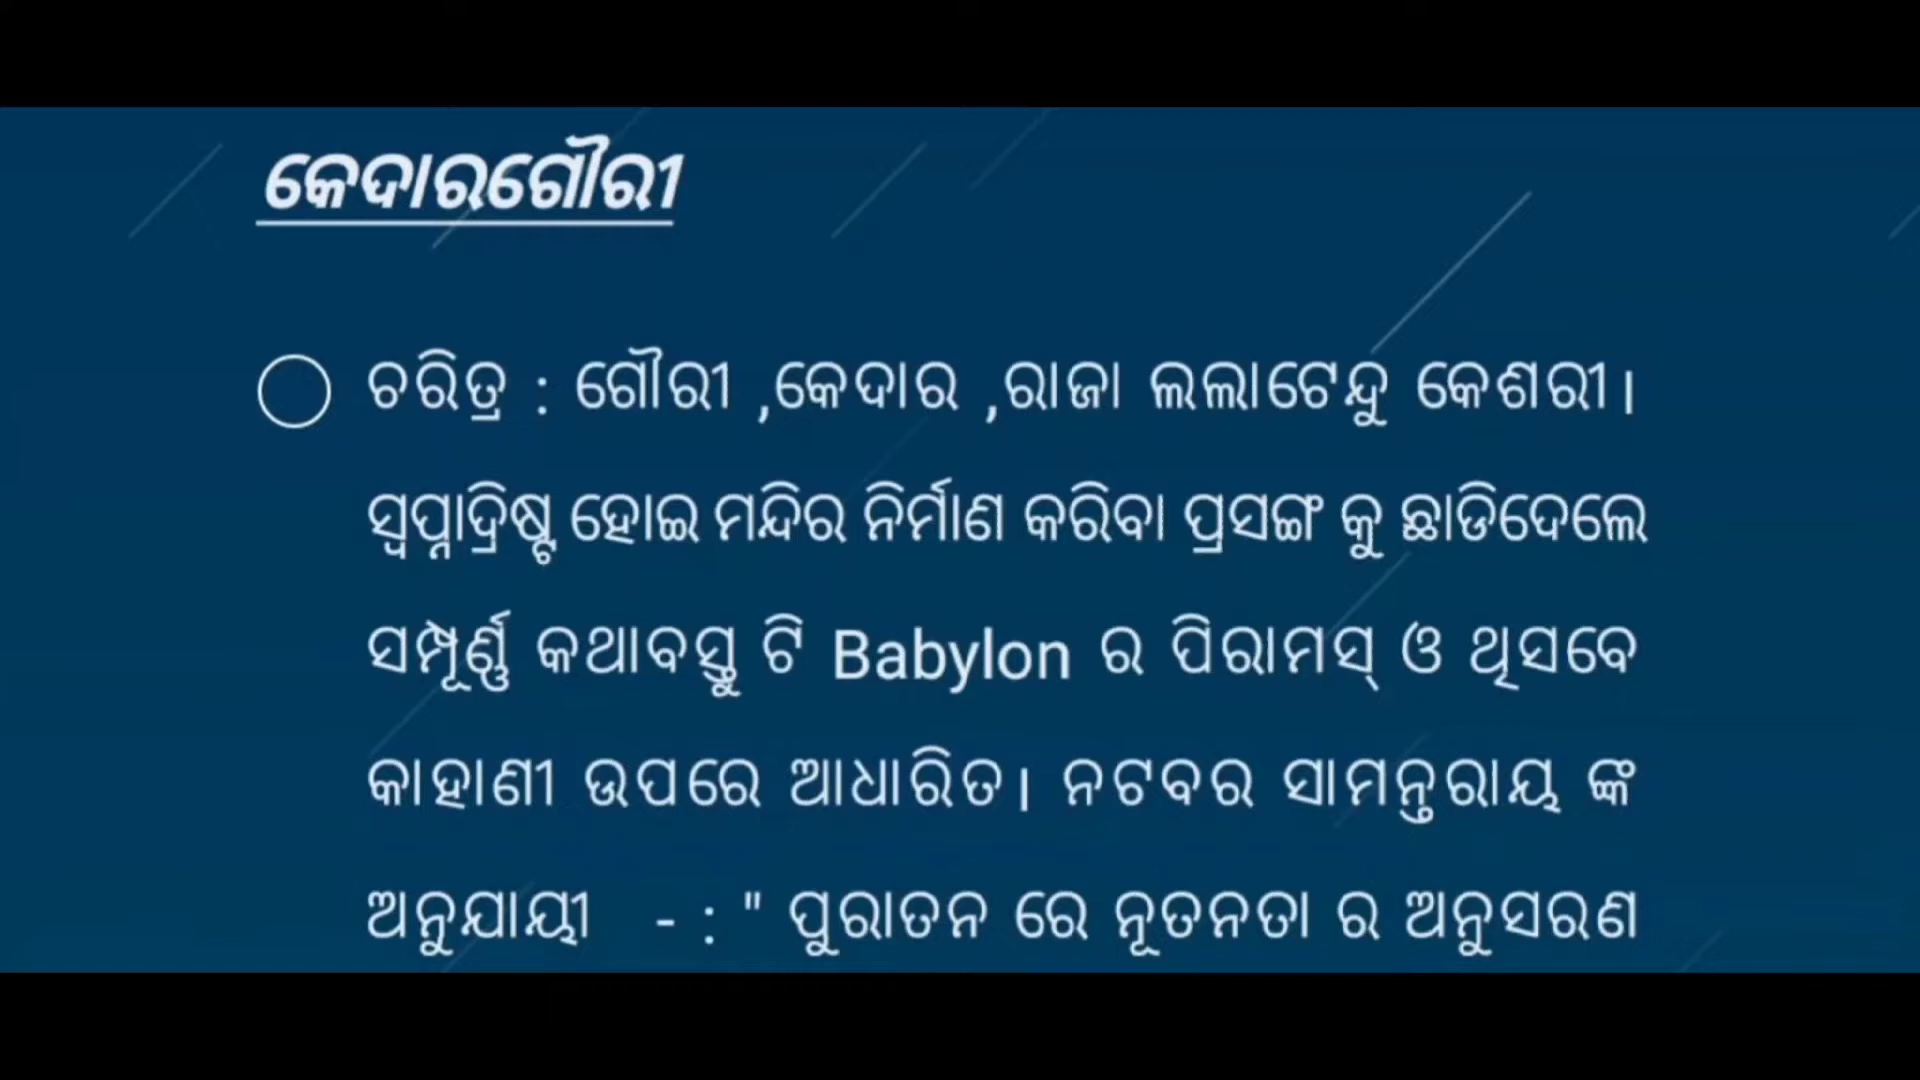 କେଦାରଗୌରୀ
ଚରିତ୍ର : ଗୌରୀ ,କେଦାର ,ରାଜା ଲଲାଟେନ୍ଦୁ କେଶରୀ।
ସ୍ୱପ୍ନାଦ୍ରିଷ୍ଟ ହୋଇ ମନ୍ଦିର ନିର୍ମାଣ କରିବା ପ୍ରସଙ୍ଗ କୁ ଛାଡିଦେଲେ
ସମ୍ପୂର୍ଣ୍ଣ କଥାବସ୍ତୁ ଟି Babylon ର ପିରାମସ୍ ଓ ଥିସବେ
କାହାଣୀ ଉପରେ ଆଧାରିତ। ନଟବର ସାମନ୍ତରାୟ ଙ୍କ
ଅନୁଯାୟୀ - : " ପୁରାତନ ରେ ନୂତନତା ର ଅନୁସରଣ